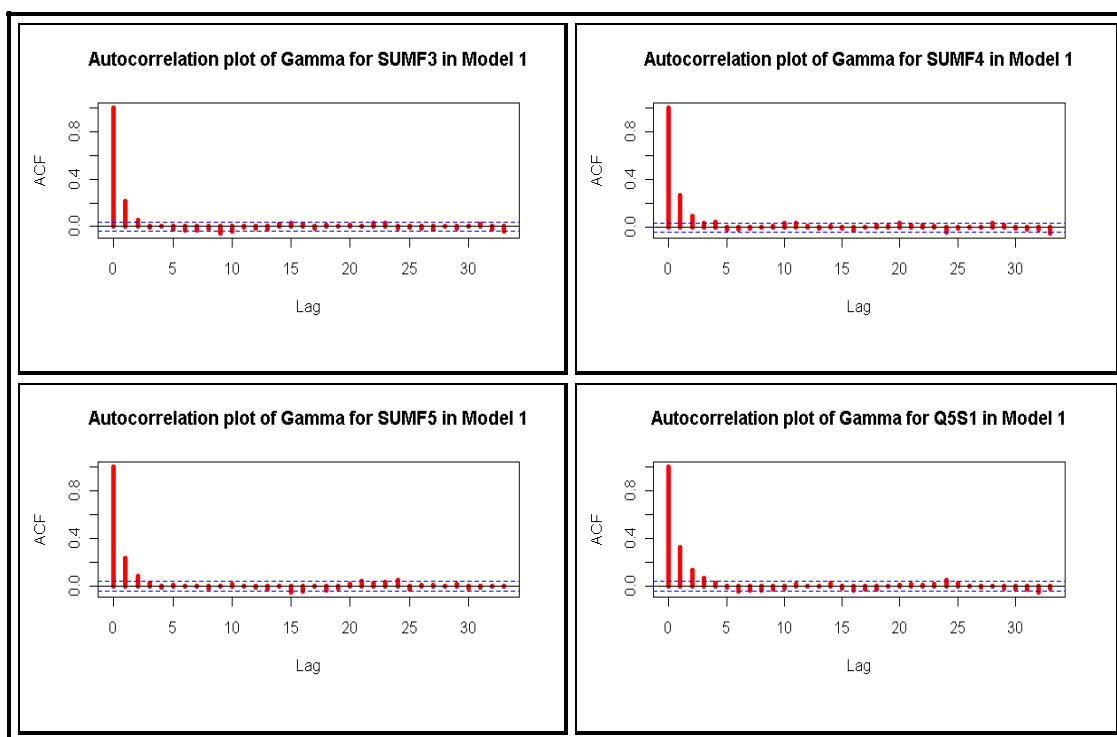 Autocorrelation plot of Gamma for SUMF3 in Model 1
ACF
0.8
0.4
0.0
0 5 10 15 20 25 30
Lag
Autocorrelation plot of Gamma for SUMF4 in Model 1
ACF
0.8
0.4
0.0
0 5 10 15 20 25 30
Lag
Autocorrelation plot of Gamma for SUMF5 in Model 1
ACF
0.8
0.4
0.0
0 5 10 15 20 25 30
Lag
Autocorrelation plot of Gamma for Q5S1 in Model 1
ACF
0.8
0.4
0.0
0 5 10 15 20 25 30
Lag